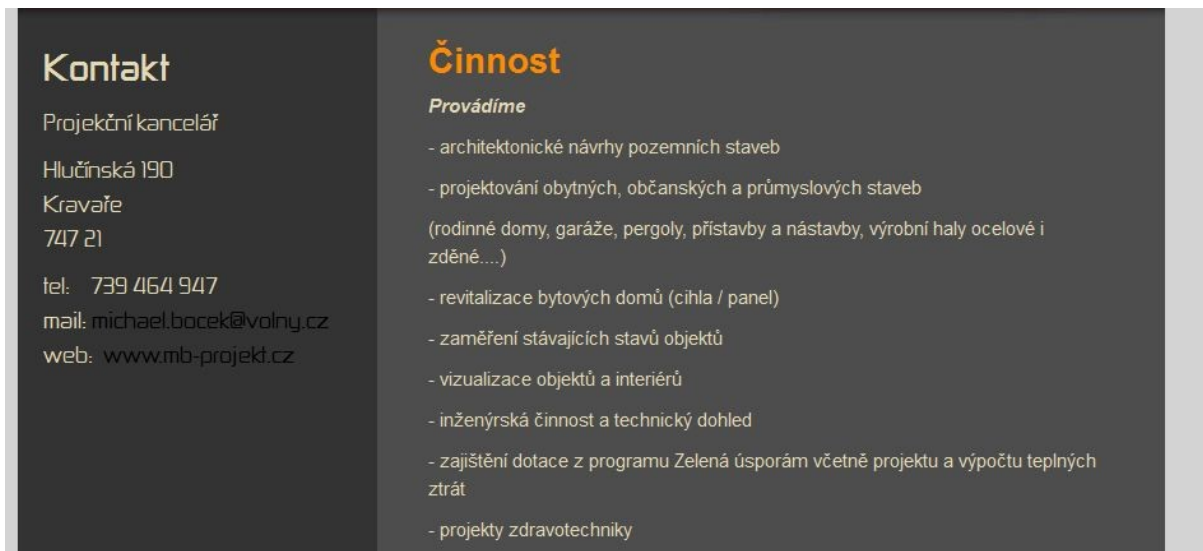 Kontakt
Projekční kancelář
Hlučínská 190
Kravaře
747 21
tel: 739 464 947
mail: michael.bocek@volny.cz
web: www.mb-projekt.cz
Činnost
Provádíme
- architektonické návrhy pozemních staveb
- projektování obytných, občanských a průmyslových staveb
(rodinné domy, garáže, pergoly, přístavby a nástavby, výrobní haly ocelové i
zděné....)
- revitalizace bytových domů (cihla / panel)
- zaměření stávajících stavů objektů
- vizualizace objektů a interiérů
- inženýrská činnost a technický dohled
- zajištění dotace z programu Zelená úsporám včetně projektu a výpočtu teplných
ztrát
- projekty zdravotechniky